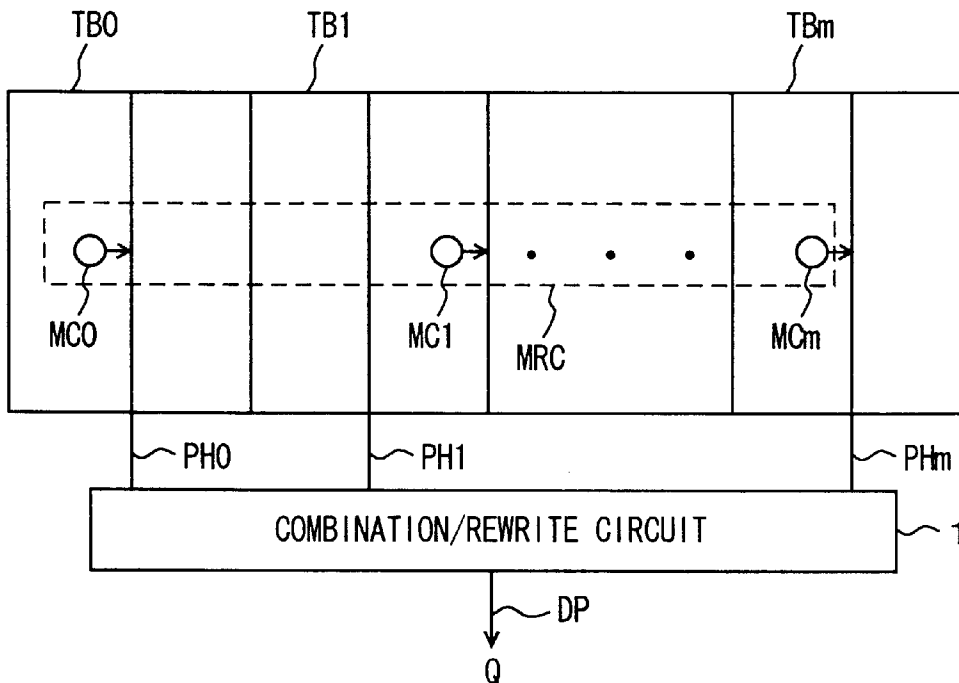 TB0 TB1 TBm
MC0 MC1 MRC MCm
PH0 PH1 PHm
COMBINATION/REWRITE CIRCUIT 1
DP
Q